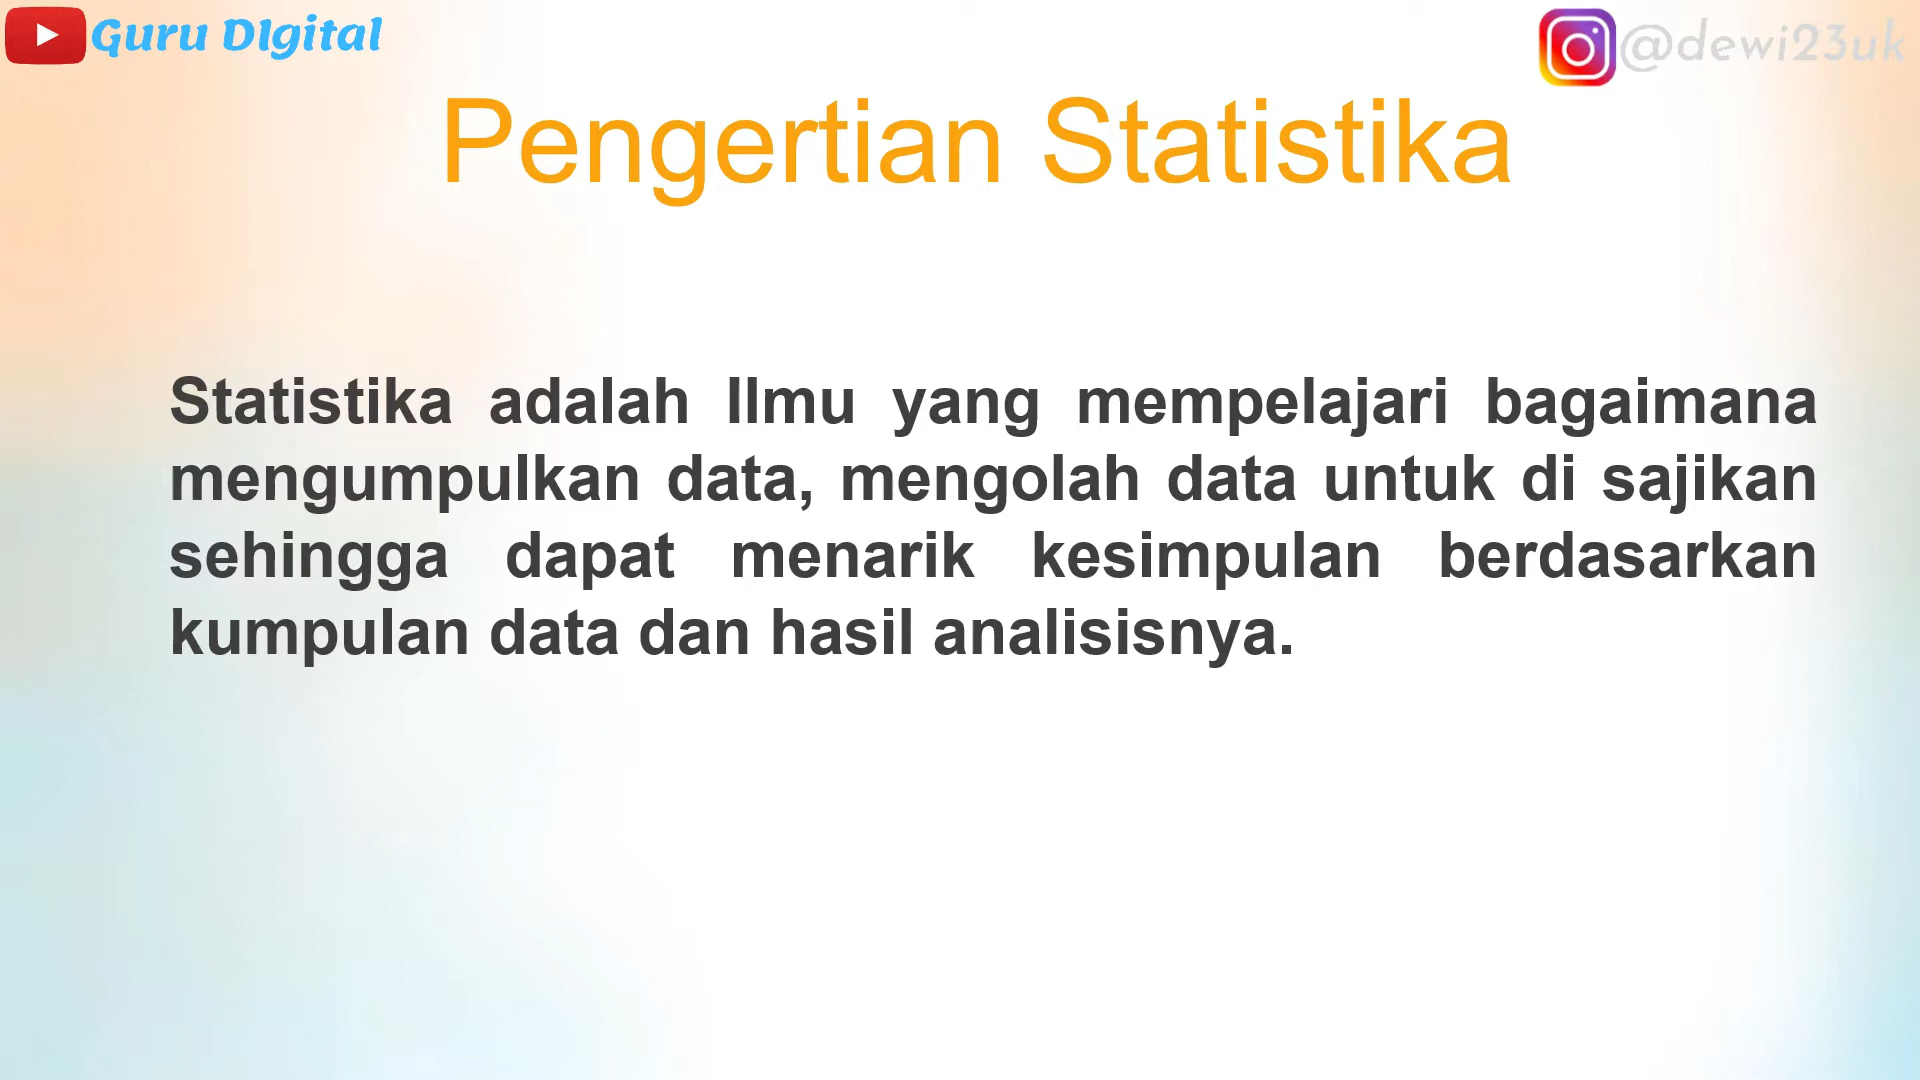 Guru DIgital
@dewi23uk
Pengertian Statistika
Statistika adalah Ilmu yang mempelajari bagaimana
mengumpulkan data, mengolah data untuk di sajikan
sehingga dapat menarik kesimpulan berdasarkan
kumpulan data dan hasil analisisnya.